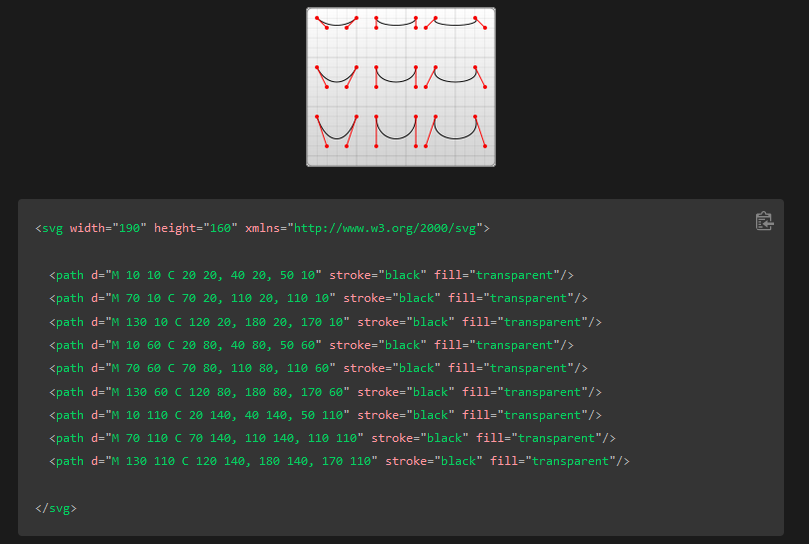 <svg width="190" height="160" xmlns="http://www.w3.org/2000/svg">
<path d="M 10 10 C 20 20, 40 20, 50 10" stroke="black" fill="transparent"/>
<path d="M 70 10 C 70 20, 110 20, 110 10" stroke="black" fill="transparent"/>
<path d="M 130 10 C 120 20, 180 20, 170 10" stroke="black" fill="transparent"/>
<path d="M 10 60 C 20 80, 40 80, 50 60" stroke="black" fill="transparent"/>
<path d="M 70 60 C 70 80, 110 80, 110 60" stroke="black" fill="transparent"/>
<path d="M 130 60 C 120 80, 180 80, 170 60" stroke="black" fill="transparent"/>
<path d="M 10 110 C 20 140, 40 140, 50 110" stroke="black" fill="transparent"/>
<path d="M 70 110 C 70 140, 110 140, 110 110" stroke="black" fill="transparent"/>
<path d="M 130 110 C 120 140, 180 140, 170 110" stroke="black" fill="transparent"/>
</svg>